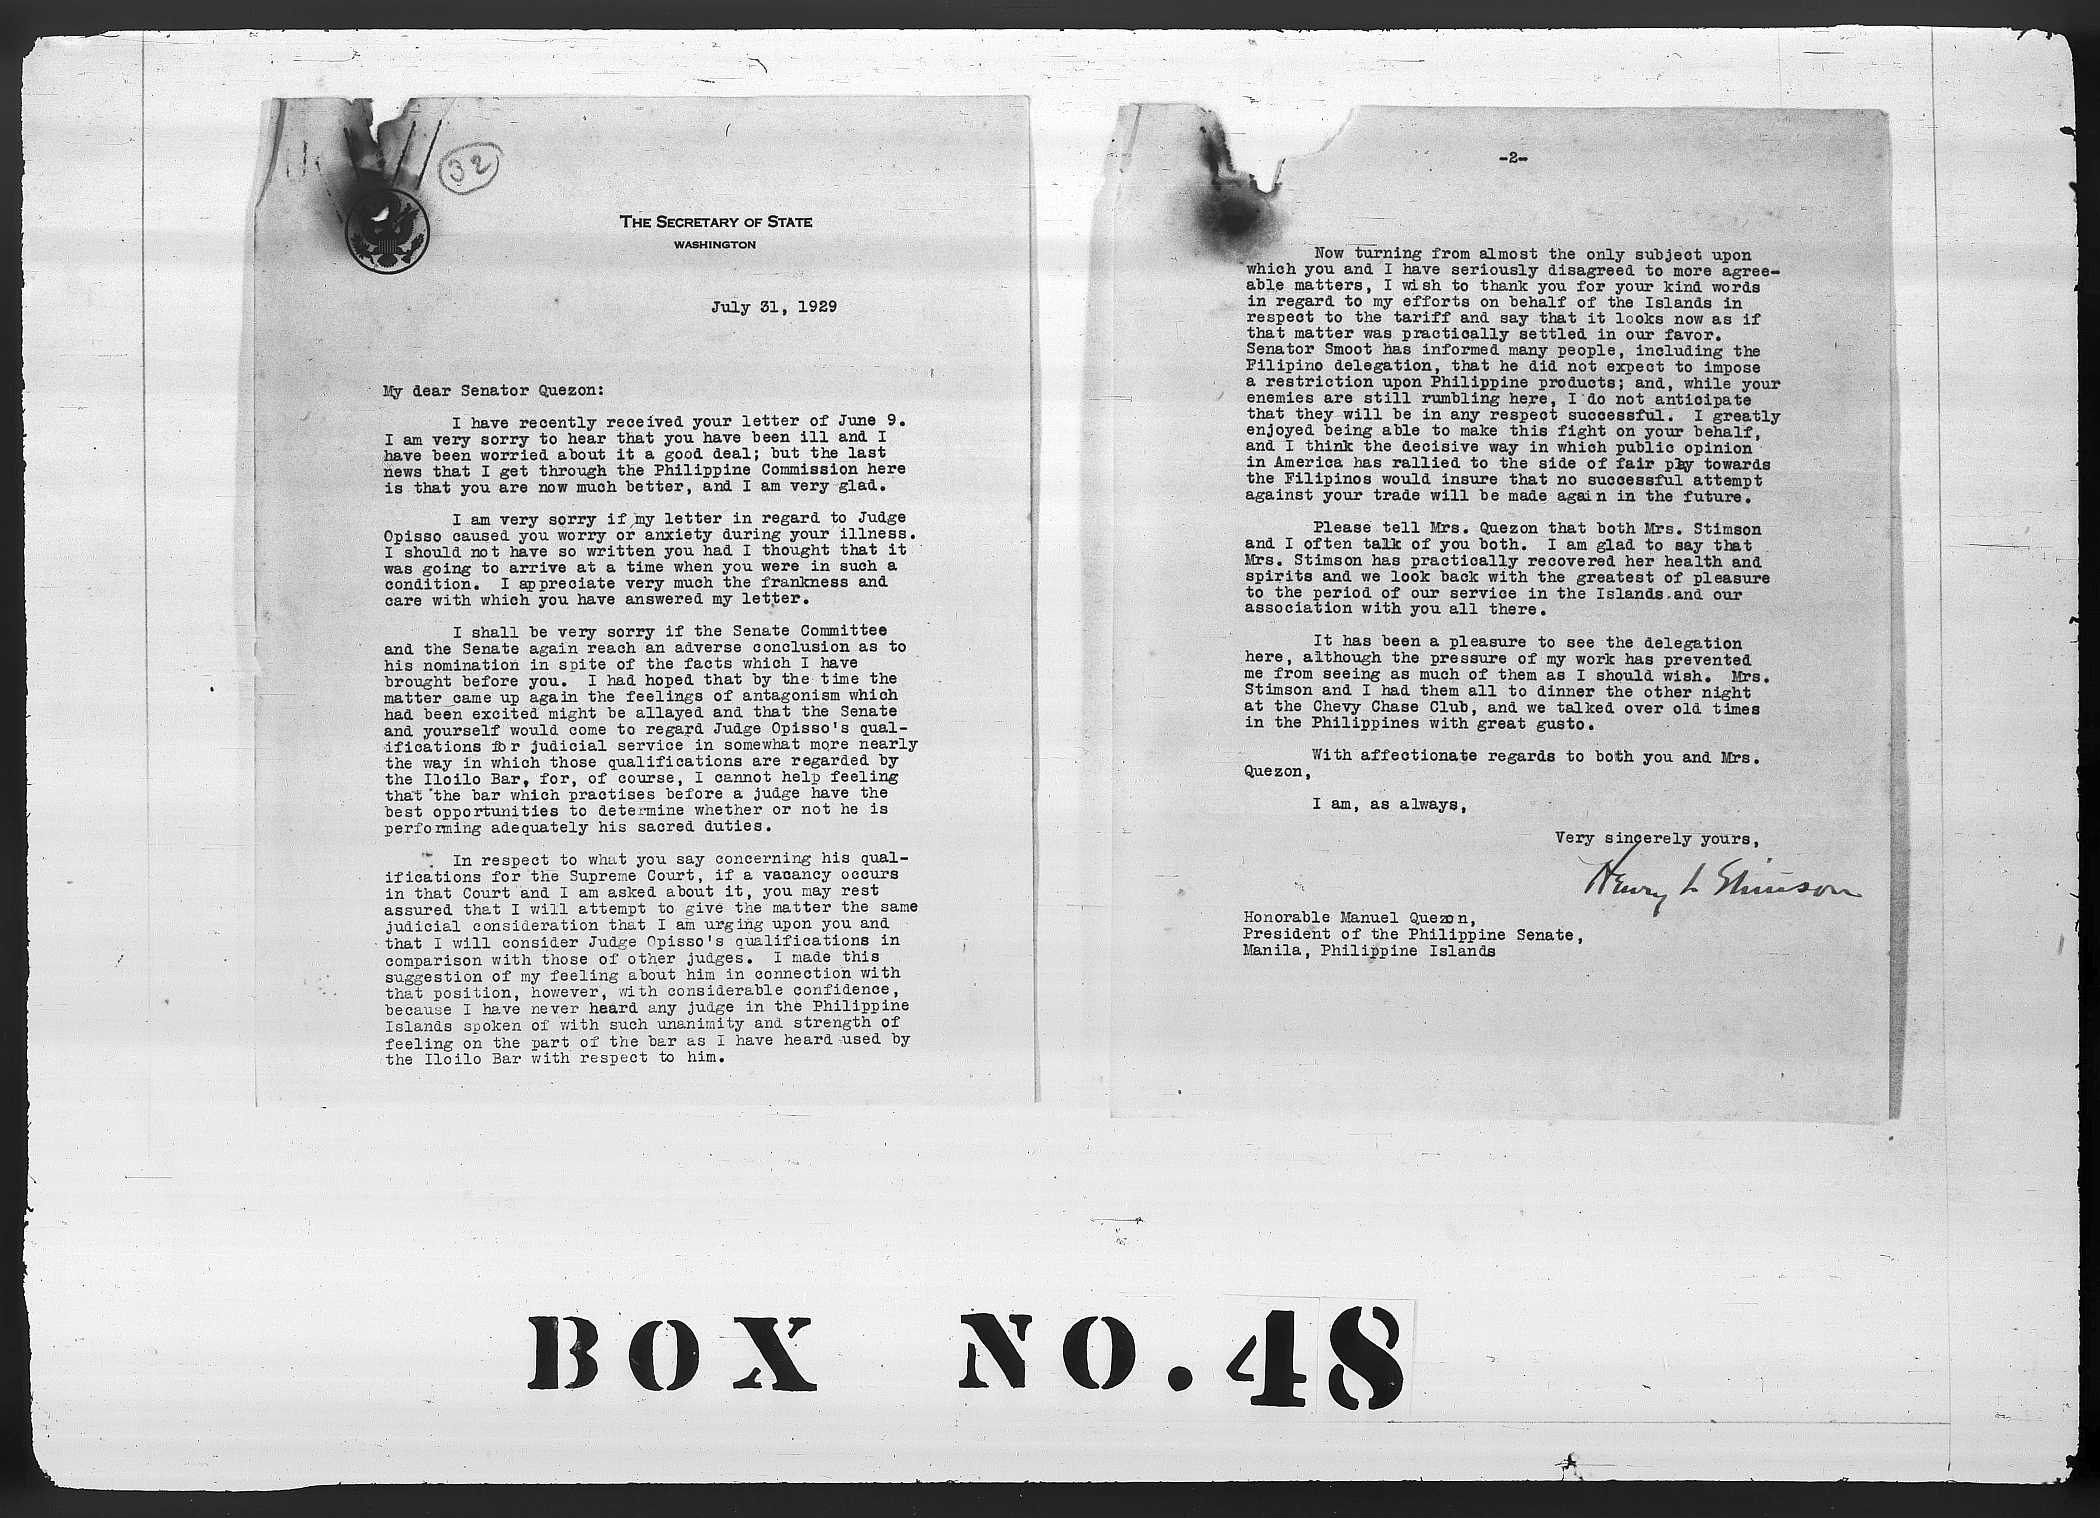 32
THE SECRETARY OF STATE
WASHINGTON
July 31, 1929
My dear Senator Quezon:
I have recently received your letter of June 9.
I am very sorry to hear that you have been ill and I
have been worried about it a good deal; but the last
news that I get through the Philippine Commission here
is that you are now much better, and I am very glad.
I am very sorry if my letter in regard to Judge
Opisso caused you worry or anxiety during your illness.
I should not have so written you had I thought that it
was going to arrive at a time when you were in such a
condition. I appreciate very much the frankness and
care with which you have answered my letter.
I shall be very sorry if the Senate Committee
and the Senate again reach an adverse conclusion as to
his nomination in spite of the facts which I have
brought before you. I had hoped that by the time the
matter came up again the feelings of antagonism which
had been excited might be allayed and that the Senate
and yourself would come to regard Judge Opisso's qual-
ifications for judicial service in somewhat more nearly
the way in which those qualifications are regarded by
the Iloilo Bar, for, of course, I cannot help feeling
that the bar which practises before a judge have the
best opportunities to determine whether or not he is
performing adequately his sacred duties.
In respect to what you say concerning his qual-
ifications for the Supreme Court, if a vacancy occurs
in that Court and I am asked about it, you may rest
assured that I will attempt to give the matter the same
judicial consideration that I am urging upon you and
that I will consider Judge Opisso's qualifications in
comparison with those of other judges. I made this
suggestion of my feeling about him in connection with
that position, however, with considerable confidence,
because I have never heard any judge in the Philippine
Islands spoken of with such unanimity and strength of
feeling on the part of the bar as I have heard used by
the Iloilo Bar with respect to him.
-2-
Now turning from almost the only subject upon
which you and I have seriously disagreed to more agree-
able matters, I wish to thank you for your kind words
in regard to my efforts on behalf of the Islands in
respect to the tariff and say that it looks now as if
that matter was practically settled in our favor.
Senator Smoot has informed many people, including the
Filipino delegation, that he did not expect to impose
a restriction upon Philippine products; and, while your
enemies are still rumbling here, I do not anticipate
that they will be in any respect successful. I greatly
enjoyed being able to make this fight on your behalf,
and I think the decisive way in which public opinion
in America has rallied to the side of fair play towards
the Filipinos would insure that no successful attempt
against your trade will be made again in the future.
Please tell Mrs. Quezon that both Mrs. Stimson
and I often talk of you both. I am glad to say that
Mrs. Stimson has practically recovered her health and
spirits and we look back with the greatest of pleasure
to the period of our service in the Islands and our
association with you all there.
It has been a pleasure to see the delegation
here, although the pressure of my work has prevented
me from seeing as much of them as I should wish. Mrs.
Stimson and I had them all to dinner the other night
at the Chevy Chase Club, and we talked over old times
in the Philippines with great gusto.
With affectionate regards to both you and Mrs.
Quezon,
I am, as always,
Very sincerely yours,
Henry L Stimson
Honorable Manuel Quezon,
President of the Philippine Senate,
Manila, Philippine Islands
BOX NO. 48